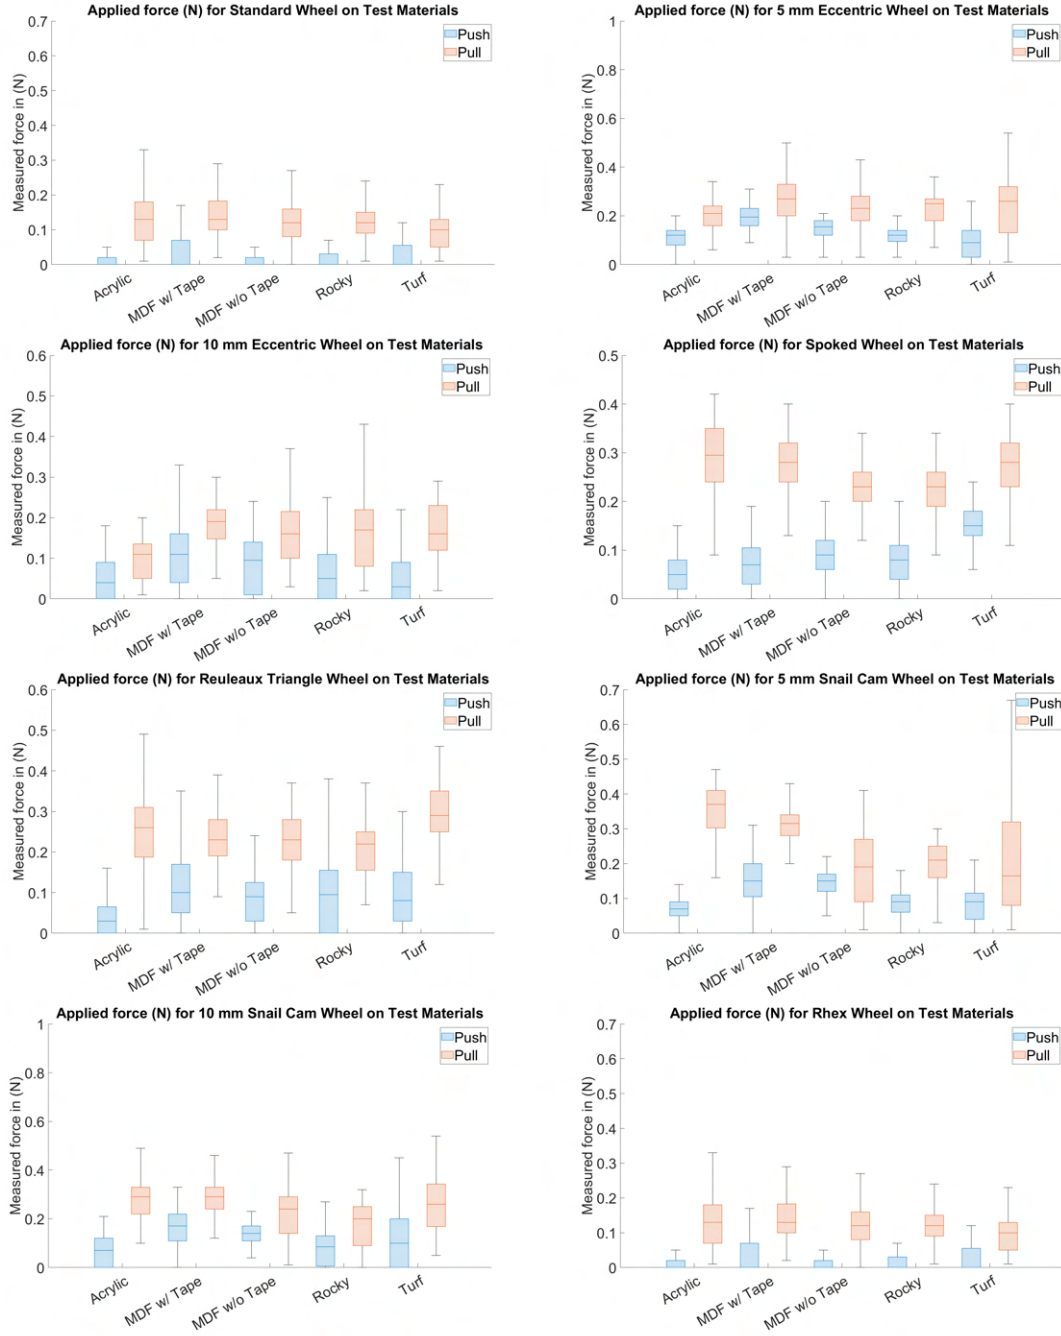 Applied force (N) for Standard Wheel on Test Materials
0.7
0.6
0.5
0.4
0.3
0.2
0.1
0
Measured force in (N)
Push
Pull
Acrylic
MDF w/ Tape
MDF w/o Tape
Rocky
Turf
Applied force (N) for 5 mm Eccentric Wheel on Test Materials
1
0.8
0.6
0.4
0.2
0
Measured force in (N)
Push
Pull
Acrylic
MDF w/ Tape
MDF w/o Tape
Rocky
Turf
Applied force (N) for 10 mm Eccentric Wheel on Test Materials
0.6
0.5
0.4
0.3
0.2
0.1
0
Measured force in (N)
Push
Pull
Acrylic
MDF w/ Tape
MDF w/o Tape
Rocky
Turf
Applied force (N) for Spoked Wheel on Test Materials
0.5
0.4
0.3
0.2
0.1
0
Measured force in (N)
Push
Pull
Acrylic
MDF w/ Tape
MDF w/o Tape
Rocky
Turf
Applied force (N) for Reuleaux Triangle Wheel on Test Materials
0.6
0.5
0.4
0.3
0.2
0.1
0
Measured force in (N)
Push
Pull
Acrylic
MDF w/ Tape
MDF w/o Tape
Rocky
Turf
Applied force (N) for 5 mm Snail Cam Wheel on Test Materials
0.7
0.6
0.5
0.4
0.3
0.2
0.1
0
Measured force in (N)
Push
Pull
Acrylic
MDF w/ Tape
MDF w/o Tape
Rocky
Turf
Applied force (N) for 10 mm Snail Cam Wheel on Test Materials
1
0.8
0.6
0.4
0.2
0
Measured force in (N)
Push
Pull
Acrylic
MDF w/ Tape
MDF w/o Tape
Rocky
Turf
Applied force (N) for Rhex Wheel on Test Materials
0.7
0.6
0.5
0.4
0.3
0.2
0.1
0
Measured force in (N)
Push
Pull
Acrylic
MDF w/ Tape
MDF w/o Tape
Rocky
Turf